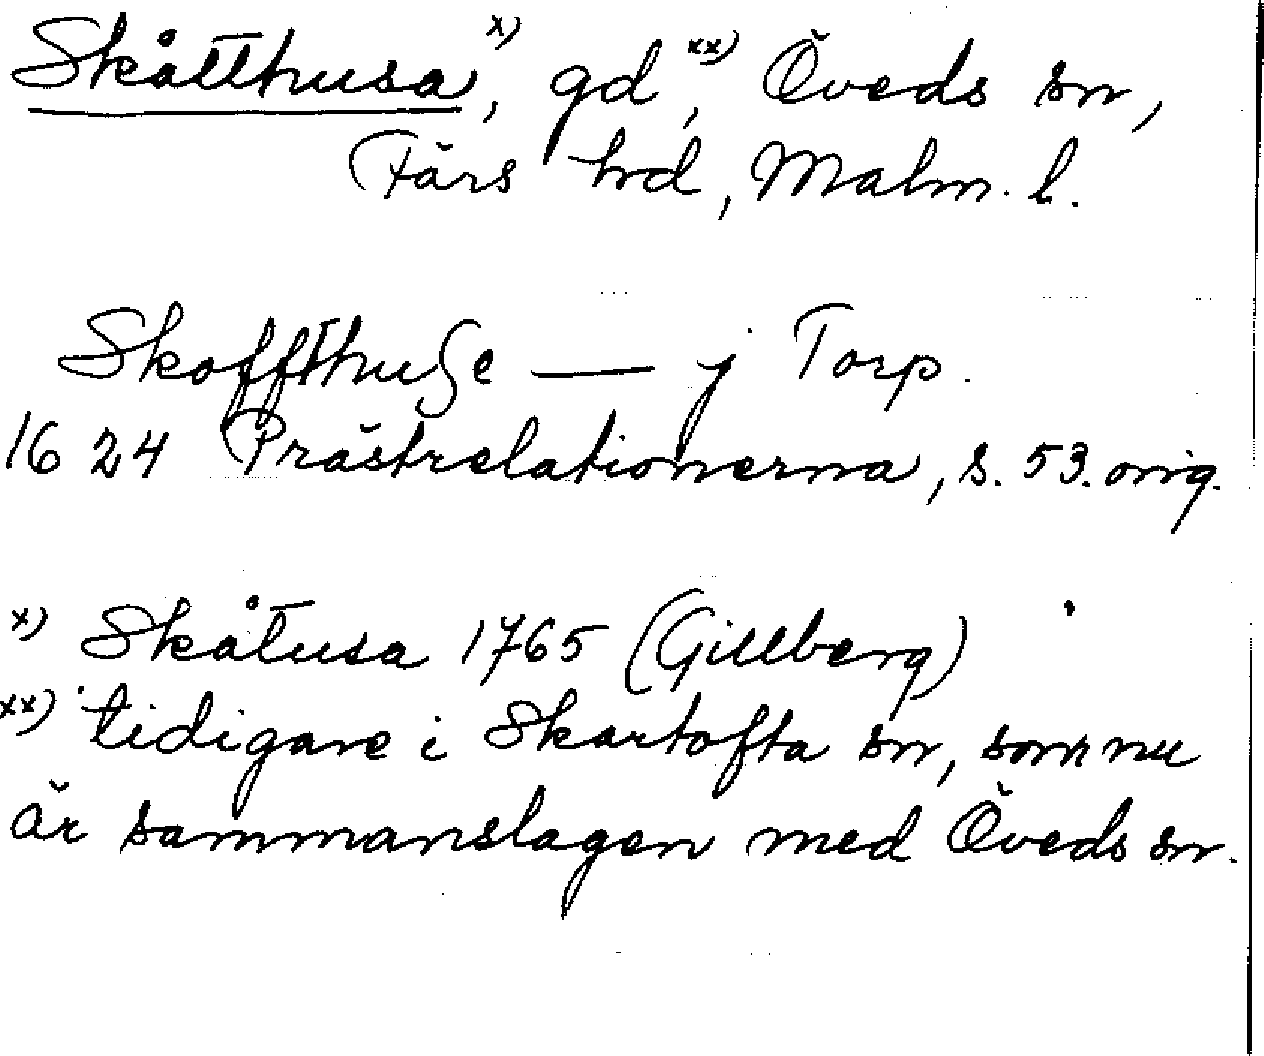 Skåtthusa,ˣ⁾ gd,ˣˣ⁾ Öveds sn,
Färs hd, Malm. l.
Skoffthuſe — j Torp.
1624 Prästrelationerna, s. 53. orig.
x) Skåtusa 1765 (Gillberg)
xx) tidigare i Skartofta sn, som nu
är sammanslagen med Öveds sn.